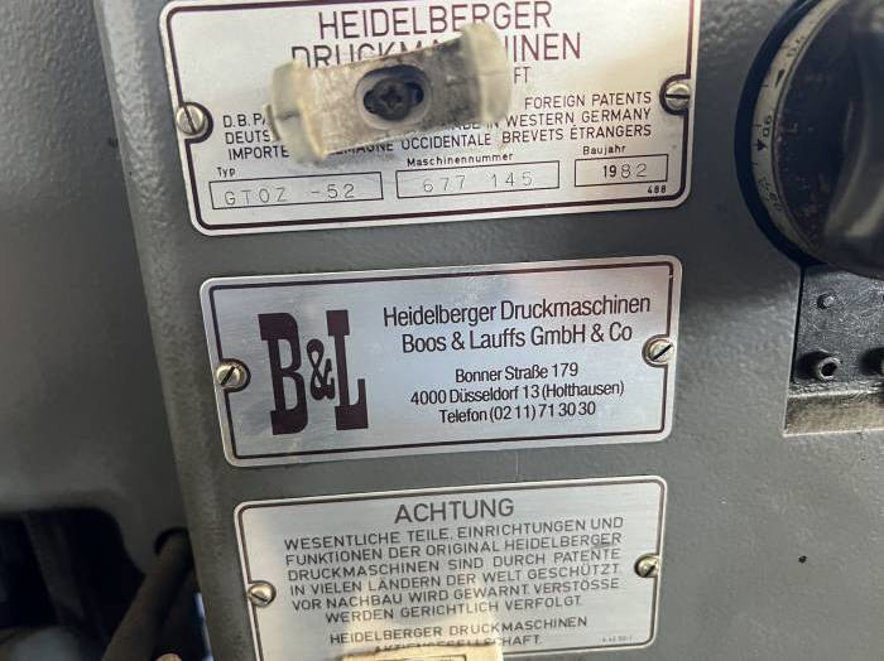 HEIDELBERGER
FT
D.B.PA FOREIGN PATENTS
DEUTS IN WESTERN GERMANY
IMPORTÉ OCCIDENTALE BREVETS ÉTRANGERS
Typ Maschinennummer Baujahr
GTOZ -52 677 145 1982
488
B&L
Heidelberger Druckmaschinen
Boos & Lauffs GmbH & Co
Bonner Straße 179
4000 Düsseldorf 13 (Holthausen)
Telefon (02 11) 71 30 30
ACHTUNG
WESENTLICHE TEILE, EINRICHTUNGEN UND
FUNKTIONEN DER ORIGINAL HEIDELBERGER
DRUCKMASCHINEN SIND DURCH PATENTE
IN VIELEN LÄNDERN DER WELT GESCHÜTZT.
VOR NACHBAU WIRD GEWARNT. VERSTÖSSE
WERDEN GERICHTLICH VERFOLGT.
HEIDELBERGER DRUCKMASCHINEN
AKTIENGESELLSCHAFT.